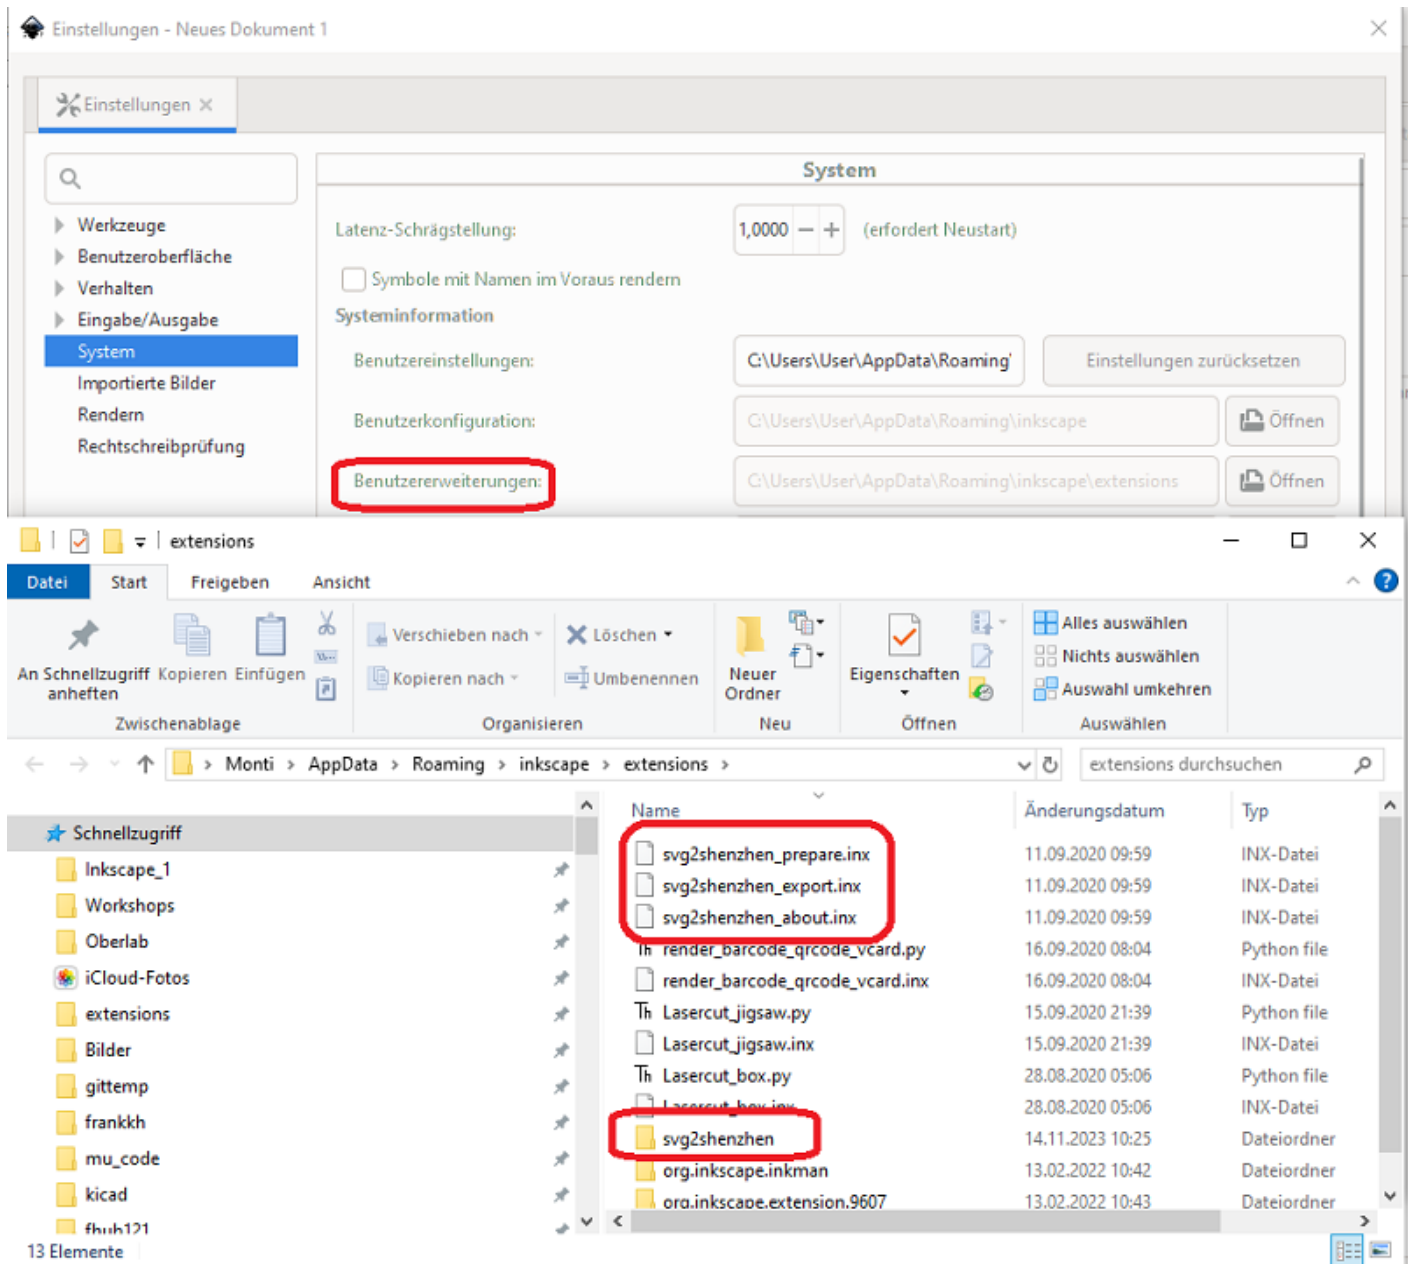 Einstellungen - Neues Dokument 1
Einstellungen
System
Werkzeuge
Benutzeroberfläche
Verhalten
Eingabe/Ausgabe
System
Importierte Bilder
Rendern
Rechtschreibprüfung
Latenz-Schrägstellung: 1,0000 (erfordert Neustart)
Symbole mit Namen im Voraus rendern
Systeminformation
Benutzereinstellungen: C:\Users\User\AppData\Roaming\ Einstellungen zurücksetzen
Benutzerkonfiguration: C:\Users\User\AppData\Roaming\inkscape Öffnen
Benutzererweiterungen: C:\Users\User\AppData\Roaming\inkscape\extensions Öffnen
extensions
Datei Start Freigeben Ansicht
An Schnellzugriff anheften
Kopieren
Einfügen
Zwischenablage
Verschieben nach
Kopieren nach
Löschen
Umbenennen
Organisieren
Neuer Ordner
Neu
Eigenschaften
Öffnen
Alles auswählen
Nichts auswählen
Auswahl umkehren
Auswählen
Monti > AppData > Roaming > inkscape > extensions >
extensions durchsuchen
Schnellzugriff
Inkscape_1
Workshops
Oberlab
iCloud-Fotos
extensions
Bilder
gittemp
frankkh
mu_code
kicad
fhub121
Name Änderungsdatum Typ
svg2shenzhen_prepare.inx 11.09.2020 09:59 INX-Datei
svg2shenzhen_export.inx 11.09.2020 09:59 INX-Datei
svg2shenzhen_about.inx 11.09.2020 09:59 INX-Datei
render_barcode_qrcode_vcard.py 16.09.2020 08:04 Python file
render_barcode_qrcode_vcard.inx 16.09.2020 08:04 INX-Datei
Lasercut_jigsaw.py 15.09.2020 21:39 Python file
Lasercut_jigsaw.inx 15.09.2020 21:39 INX-Datei
Lasercut_box.py 28.08.2020 05:06 Python file
Lasercut_box.inx 28.08.2020 05:06 INX-Datei
svg2shenzhen 14.11.2023 10:25 Dateiordner
org.inkscape.inkman 13.02.2022 10:42 Dateiordner
org.inkscape.extension.9607 13.02.2022 10:43 Dateiordner
13 Elemente